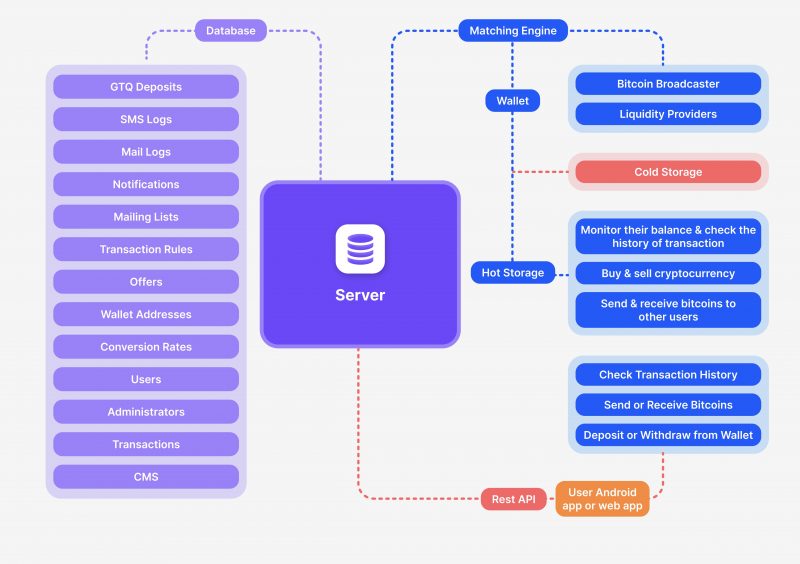 Database
GTQ Deposits
SMS Logs
Mail Logs
Notifications
Mailing Lists
Transaction Rules
Offers
Wallet Addresses
Conversion Rates
Users
Administrators
Transactions
CMS
Server
Matching Engine
Wallet
Bitcoin Broadcaster
Liquidity Providers
Cold Storage
Hot Storage
Monitor their balance & check the
history of transaction
Buy & sell cryptocurrency
Send & receive bitcoins to
other users
Check Transaction History
Send or Receive Bitcoins
Deposit or Withdraw from Wallet
Rest API
User Android
app or web app